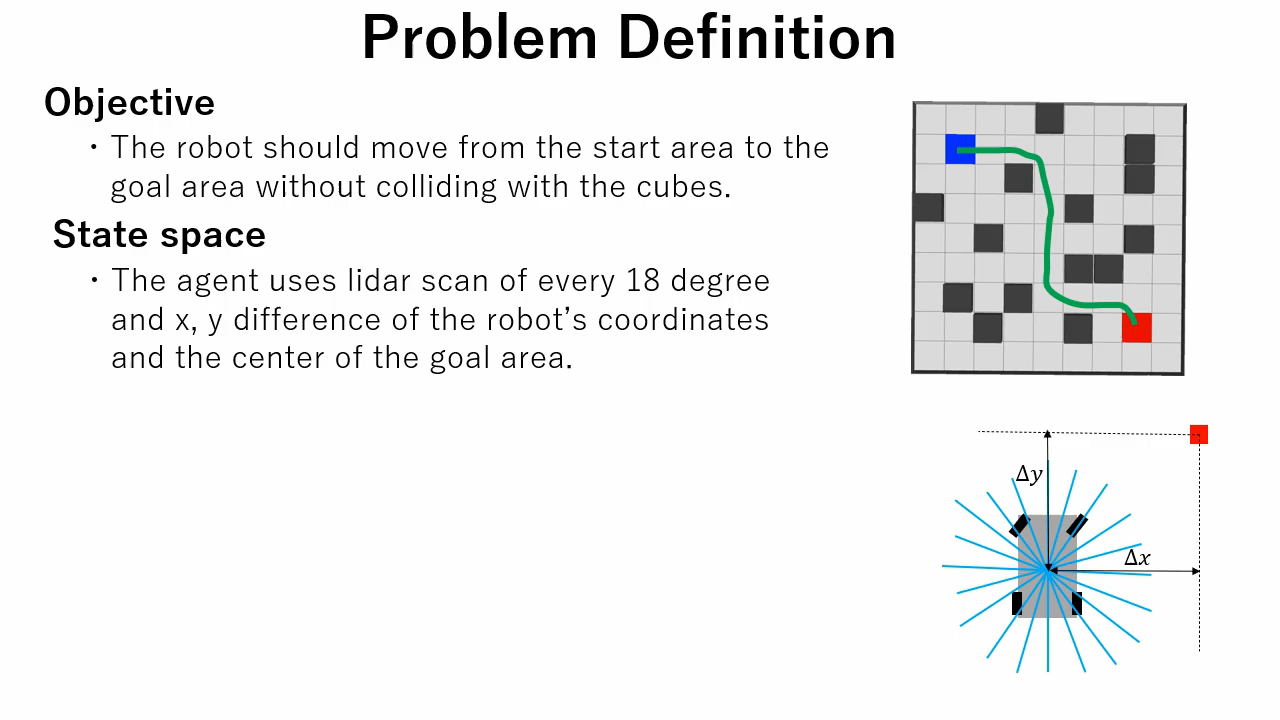 Problem Definition
Objective
・The robot should move from the start area to the
goal area without colliding with the cubes.
State space
・The agent uses lidar scan of every 18 degree
and x, y difference of the robot’s coordinates
and the center of the goal area.
Δy
Δx